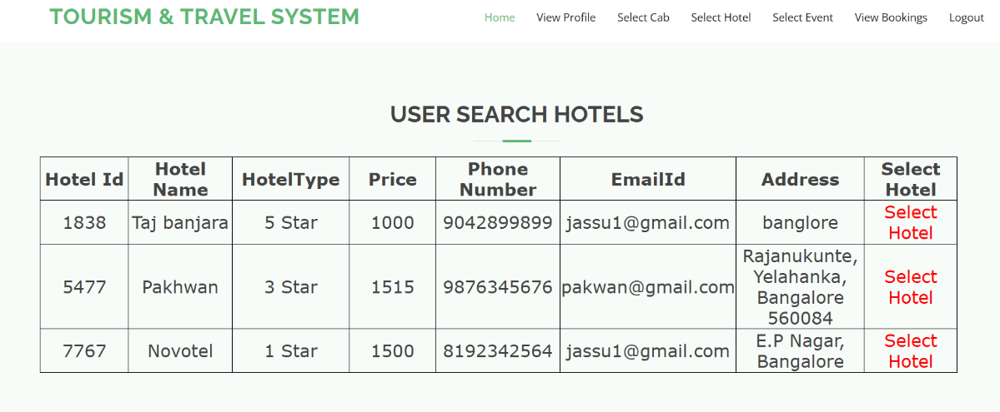 TOURISM & TRAVEL SYSTEM Home View Profile Select Cab Select Hotel Select Event View Bookings Logout
USER SEARCH HOTELS
Hotel Id Hotel Name HotelType Price Phone Number EmailId Address Select Hotel
1838 Taj banjara 5 Star 1000 9042899899 jassu1@gmail.com banglore Select Hotel
5477 Pakhwan 3 Star 1515 9876345676 pakwan@gmail.com Rajanukunte, Yelahanka, Bangalore 560084 Select Hotel
7767 Novotel 1 Star 1500 8192342564 jassu1@gmail.com E.P Nagar, Bangalore Select Hotel